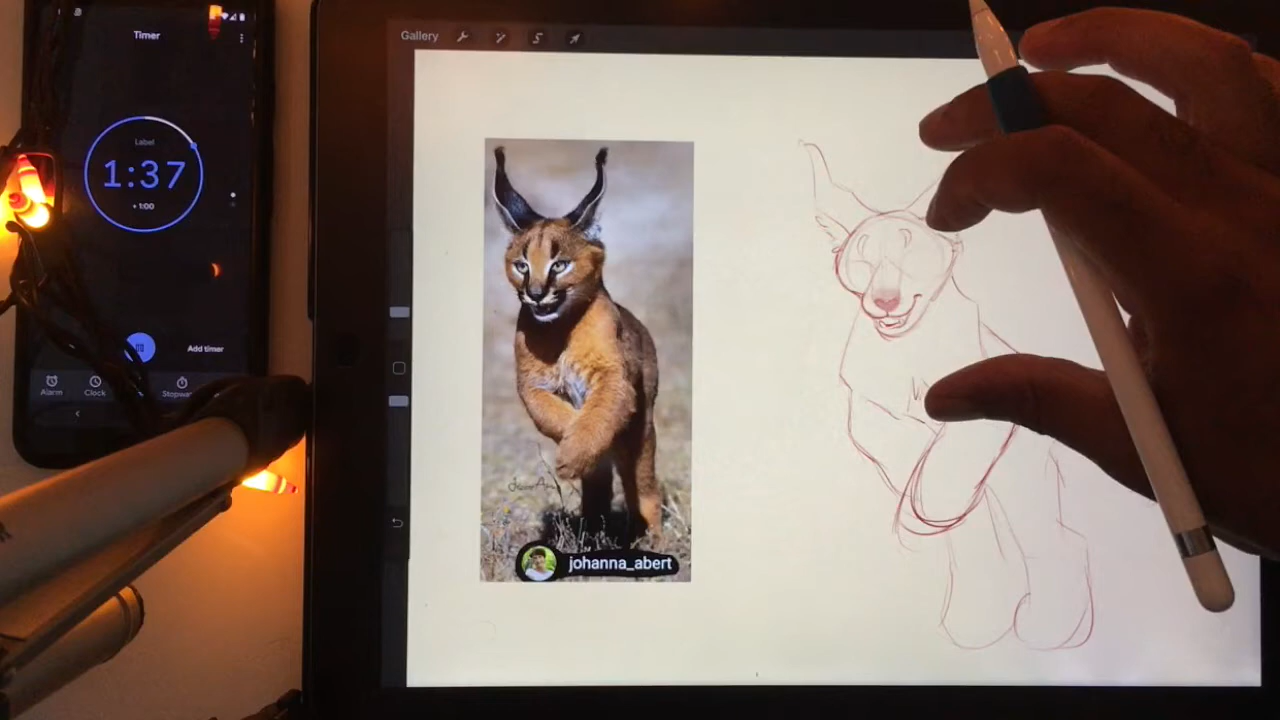 Timer
Label
1:37
+ 1:00
Add timer
Alarm
Clock
Gallery
johanna_abert